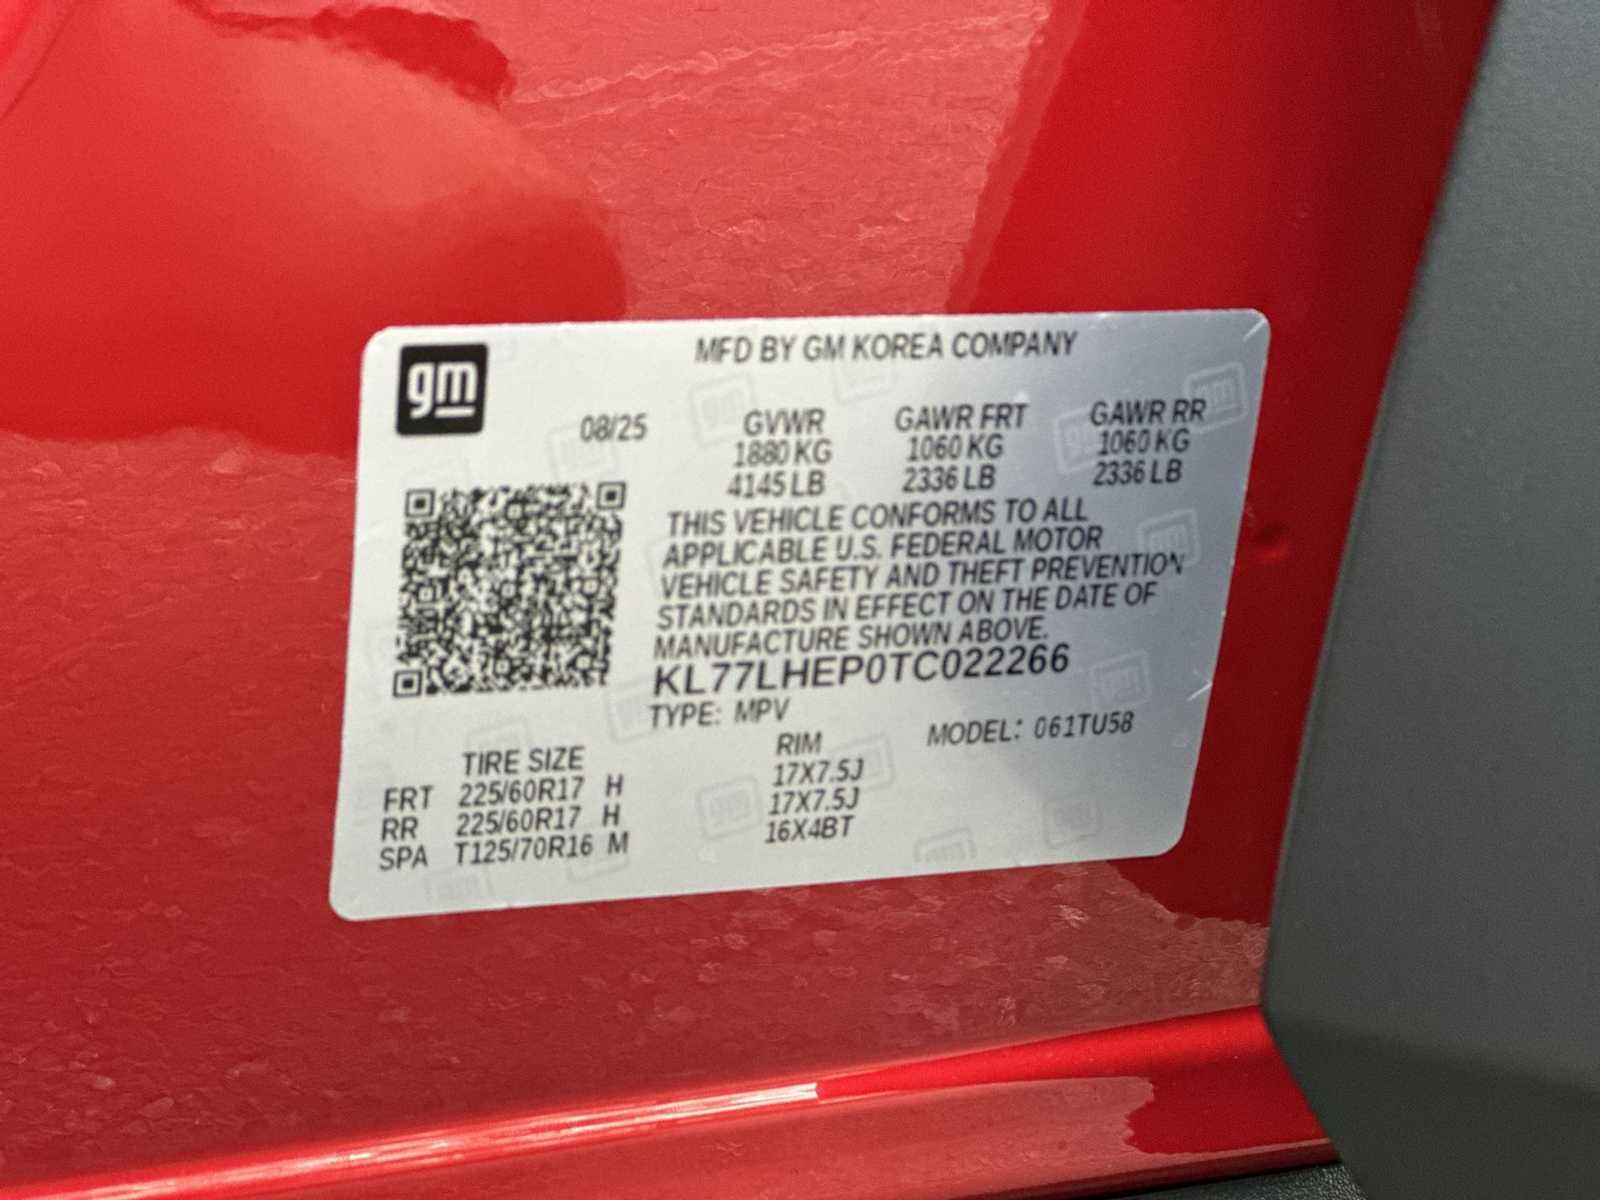 gm
MFD BY GM KOREA COMPANY
08/25 GVWR GAWR FRT GAWR RR
1880 KG 1060 KG 1060 KG
4145 LB 2336 LB 2336 LB
THIS VEHICLE CONFORMS TO ALL
APPLICABLE U.S. FEDERAL MOTOR
VEHICLE SAFETY AND THEFT PREVENTION
STANDARDS IN EFFECT ON THE DATE OF
MANUFACTURE SHOWN ABOVE.
KL77LHEP0TC022266
TYPE: MPV MODEL: 061TU58
TIRE SIZE RIM
FRT 225/60R17 H 17X7.5J
RR 225/60R17 H 17X7.5J
SPA T125/70R16 M 16X4BT